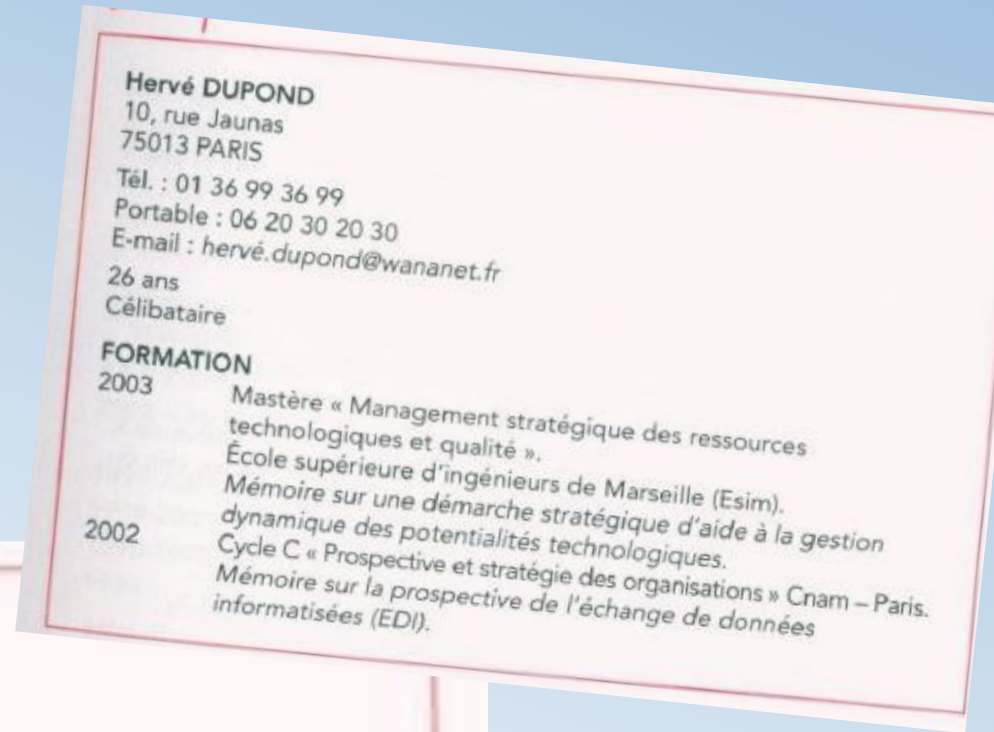 Hervé DUPOND
10, rue Jaunas
75013 PARIS
Tél. : 01 36 99 36 99
Portable : 06 20 30 20 30
E-mail : hervé.dupond@wananet.fr
26 ans
Célibataire
FORMATION
2003 Mastère « Management stratégique des ressources
technologiques et qualité ».
École supérieure d'ingénieurs de Marseille (Esim).
Mémoire sur une démarche stratégique d'aide à la gestion
dynamique des potentialités technologiques.
2002 Cycle C « Prospective et stratégie des organisations » Cnam – Paris.
Mémoire sur la prospective de l'échange de données
informatisées (EDI).